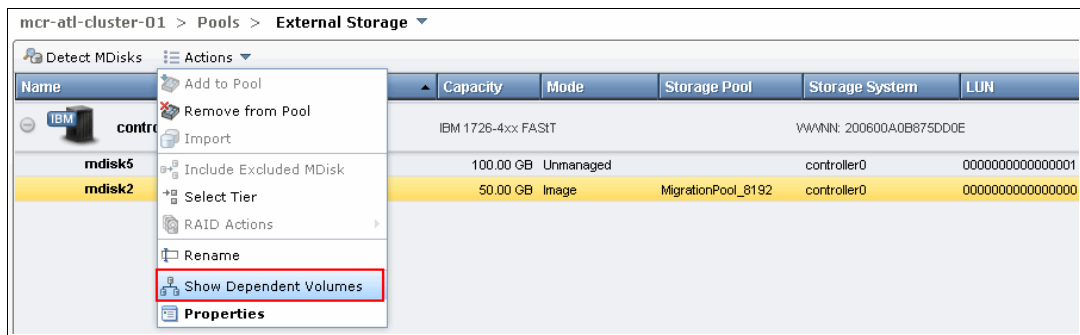 mcr-atl-cluster-01 > Pools > External Storage
Detect MDisks Actions
Name Capacity Mode Storage Pool Storage System LUN
Add to Pool
Remove from Pool
IBM IBM 1726-4xx FAStT WWNN: 200600A0B875DD0E
Import
mdisk5 100.00 GB Unmanaged controller0 0000000000000001
Include Excluded MDisk
mdisk2 50.00 GB Image MigrationPool_8192 controller0 0000000000000000
Select Tier
RAID Actions
Rename
Show Dependent Volumes
Properties